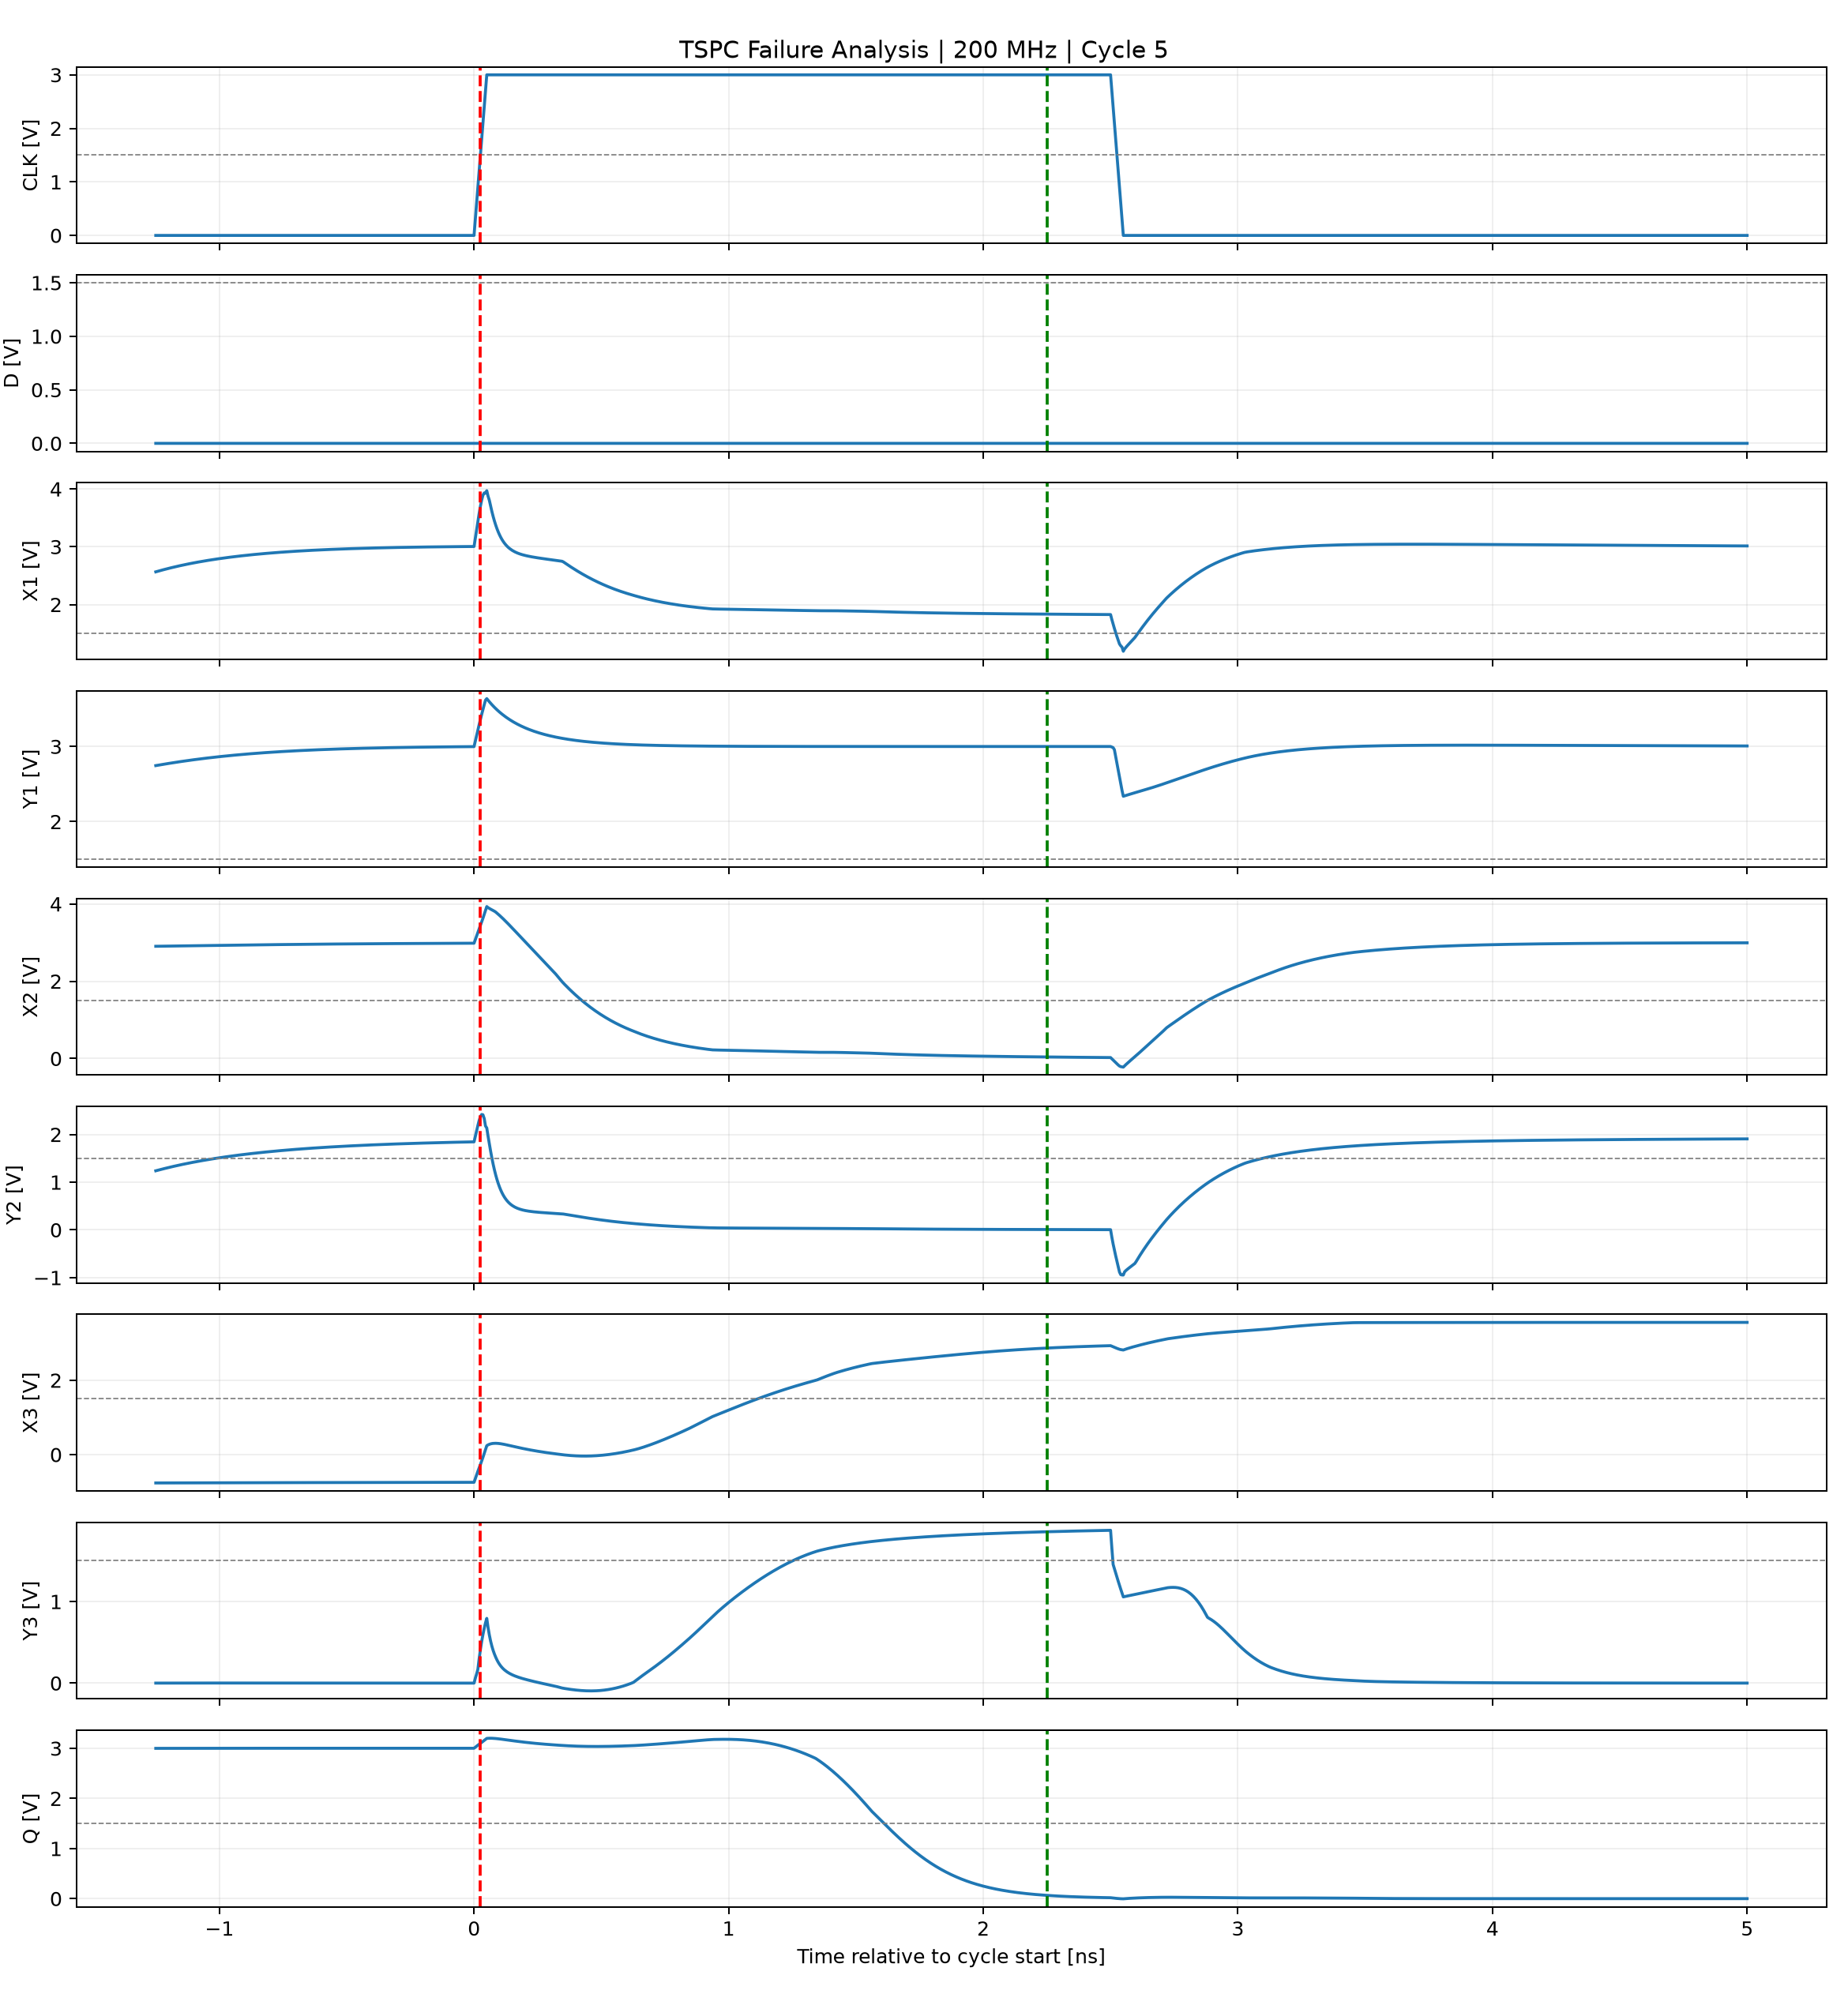 TSPC Failure Analysis | 200 MHz | Cycle 5
3
2
1
0
CLK [V]
1.5
1.0
0.5
0.0
D [V]
4
3
2
X1 [V]
3
2
Y1 [V]
4
2
0
X2 [V]
2
1
0
−1
Y2 [V]
2
0
X3 [V]
1
0
Y3 [V]
3
2
1
0
Q [V]
−1 0 1 2 3 4 5
Time relative to cycle start [ns]